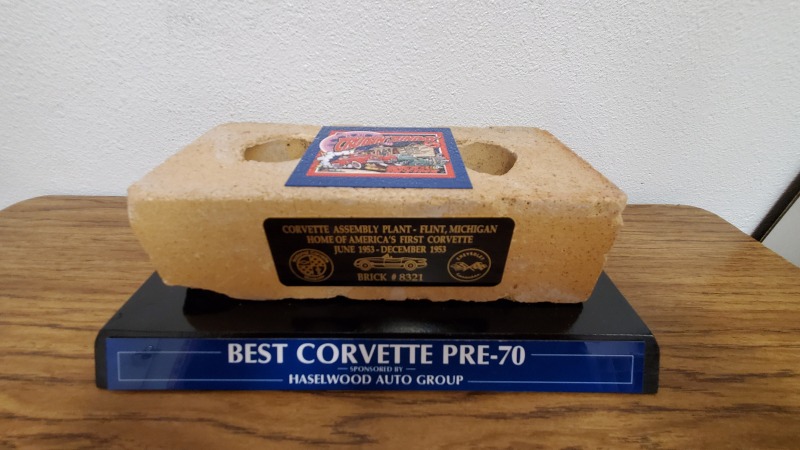 CORVETTE ASSEMBLY PLANT - FLINT, MICHIGAN
HOME OF AMERICA'S FIRST CORVETTE
JUNE 1953 - DECEMBER 1953
CHEVROLET
BRICK # 8321
BEST CORVETTE PRE-70
SPONSORED BY
HASELWOOD AUTO GROUP